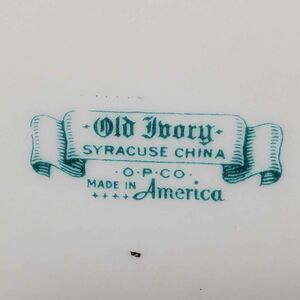 ·Old Ivory·
SYRACUSE CHINA
·O·P·CO·
MADE IN America